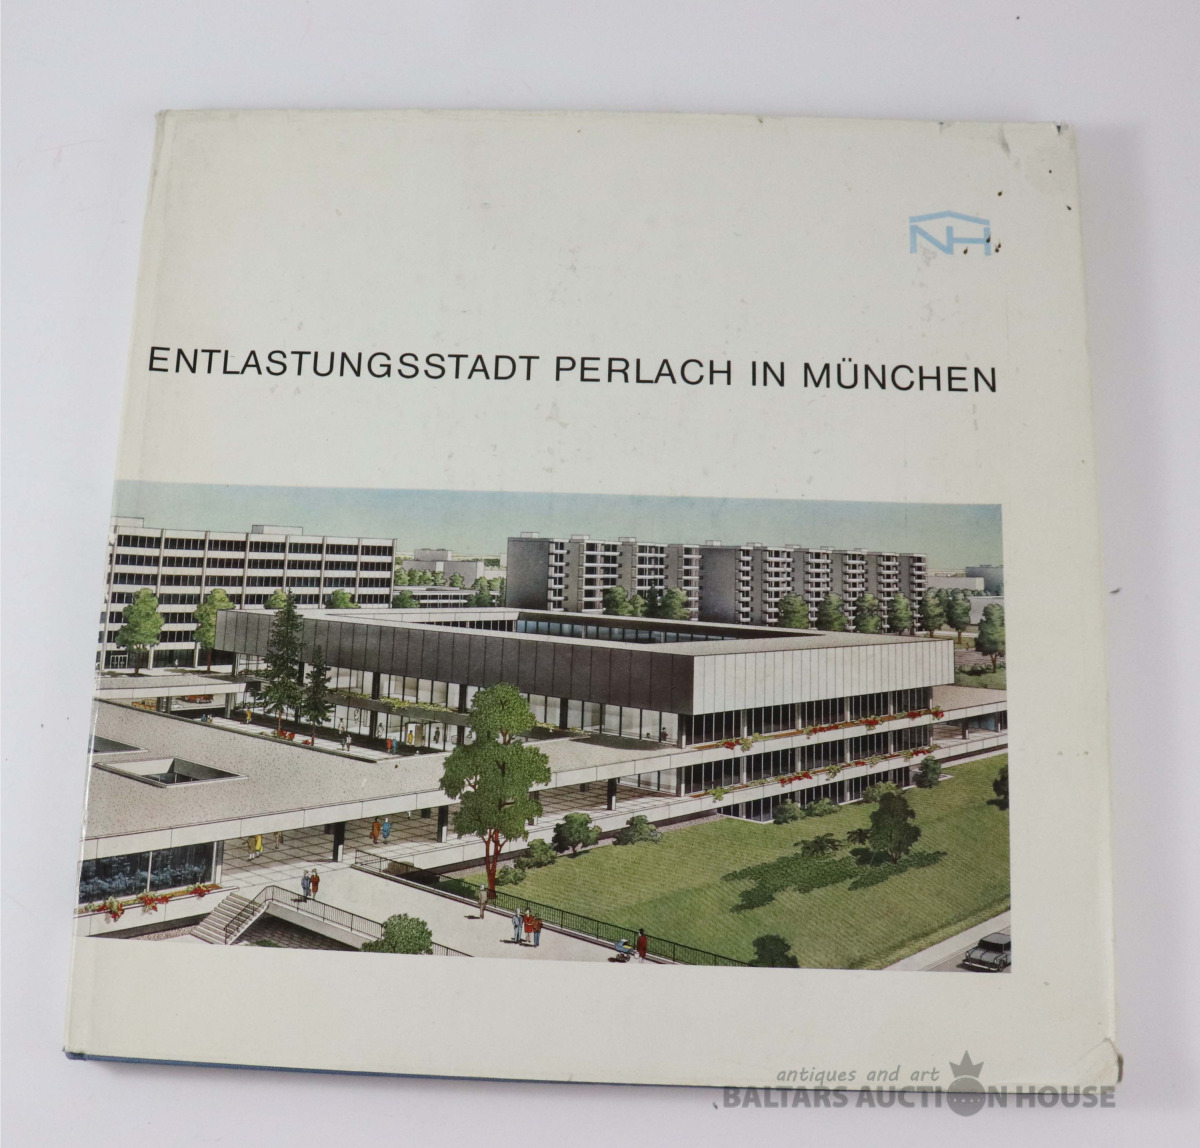 NH
ENTLASTUNGSSTADT PERLACH IN MÜNCHEN
antiques and art
BALTARS AUCTION HOUSE